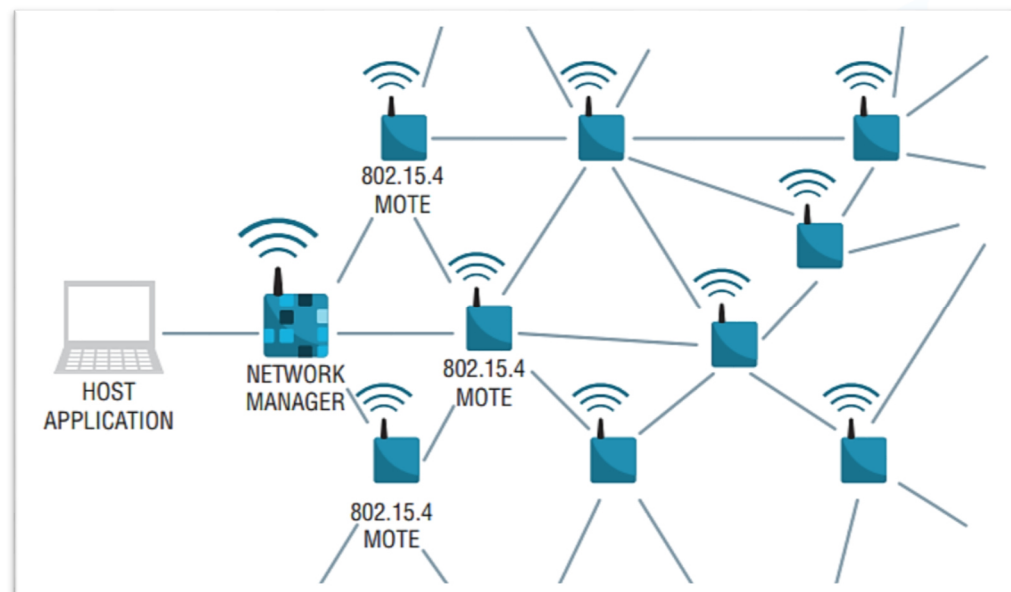 802.15.4
MOTE
HOST
APPLICATION
NETWORK
MANAGER
802.15.4
MOTE
802.15.4
MOTE